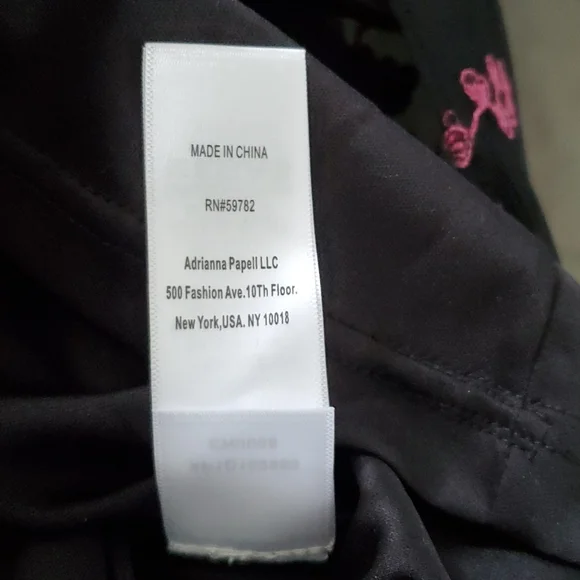 MADE IN CHINA
RN#59782
Adrianna Papell LLC
500 Fashion Ave.10Th Floor.
New York,USA. NY 10018